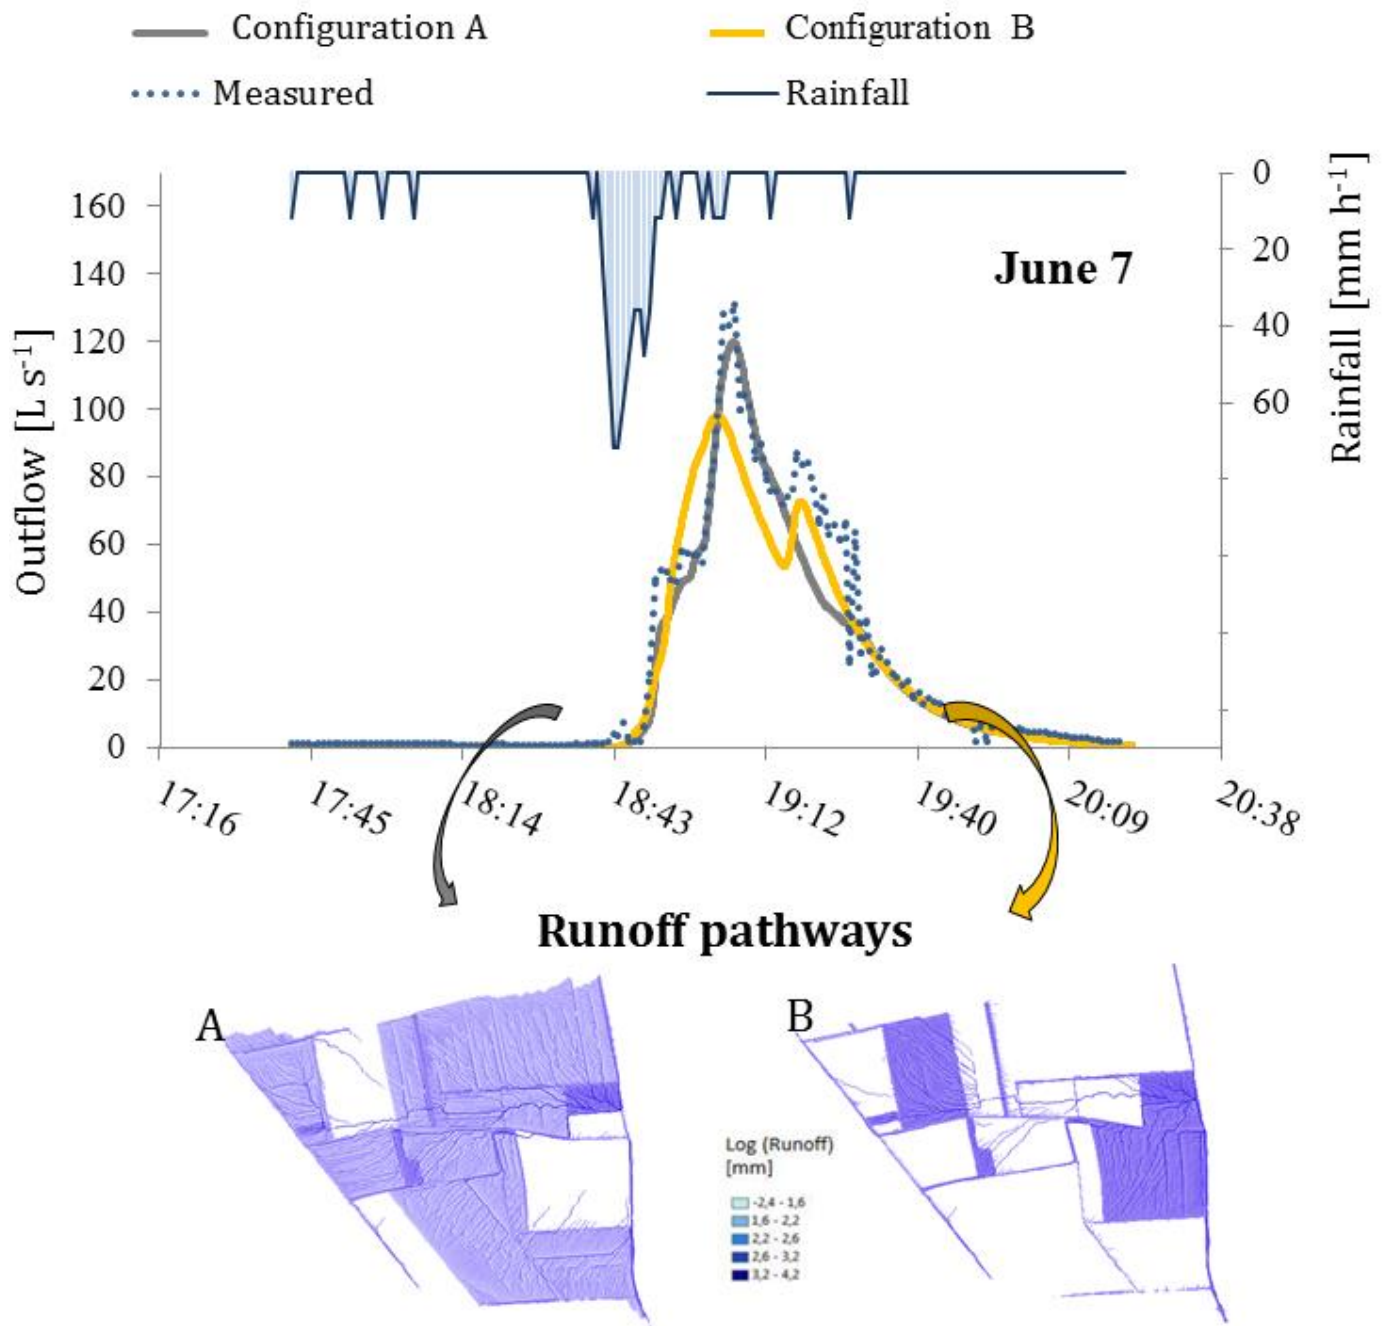 Configuration A
Configuration B
Measured
Rainfall
Outflow [L s⁻¹]
160
140
120
100
80
60
40
20
0
0
20
40
60
Rainfall [mm h⁻¹]
June 7
17:16
17:45
18:14
18:43
19:12
19:40
20:09
20:38
Runoff pathways
A
B
Log (Runoff)
[mm]
-2,4 - 1,6
1,6 - 2,2
2,2 - 2,6
2,6 - 3,2
3,2 - 4,2